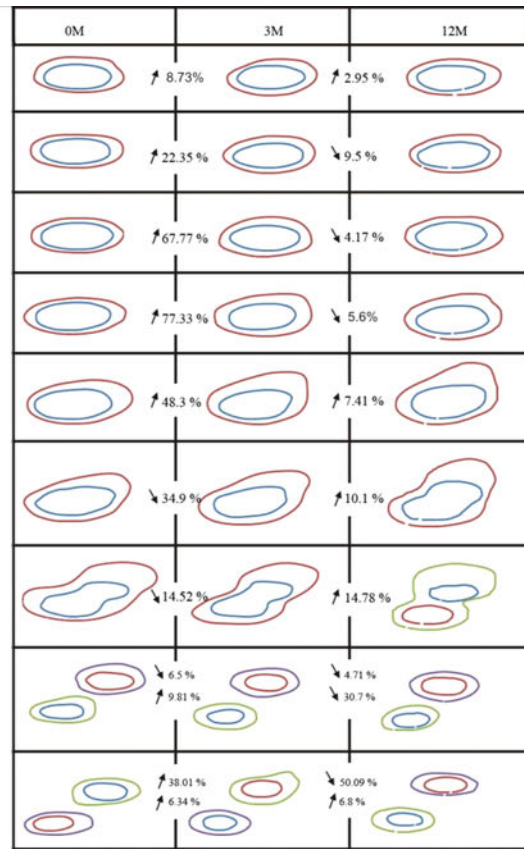 0M 3M 12M
↗ 8.73% ↗ 2.95 %
↗ 22.35 % ↘ 9.5 %
↗ 67.77 % ↘ 4.17 %
↗ 77.33 % ↘ 5.6%
↗ 48.3 % ↗ 7.41 %
↘ 34.9 % ↗ 10.1 %
↘ 14.52 % ↗ 14.78 %
↘ 6.5 % ↘ 4.71 %
↗ 9.81 % ↘ 30.7 %
↗ 38.01 % ↘ 50.09 %
↗ 6.34 % ↗ 6.8 %